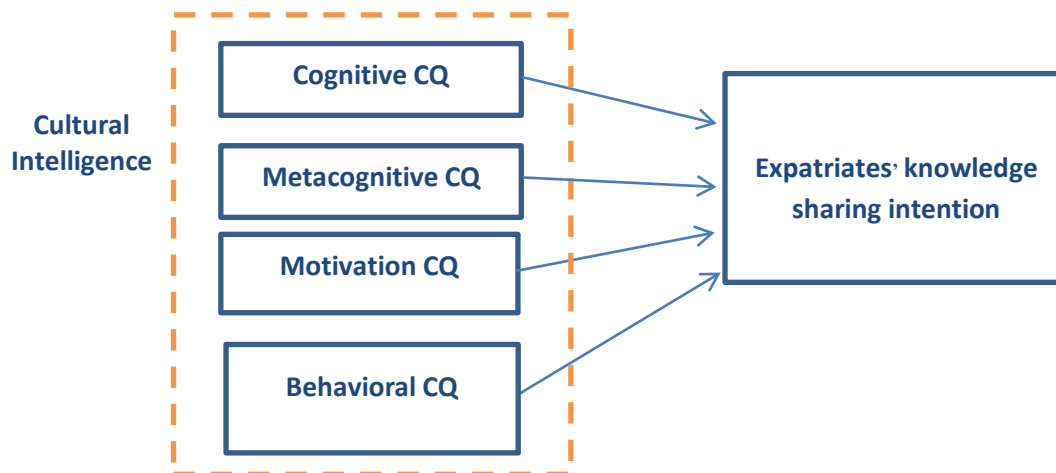 Cultural
Intelligence
Cognitive CQ
Metacognitive CQ
Motivation CQ
Behavioral CQ
Expatriates’ knowledge
sharing intention